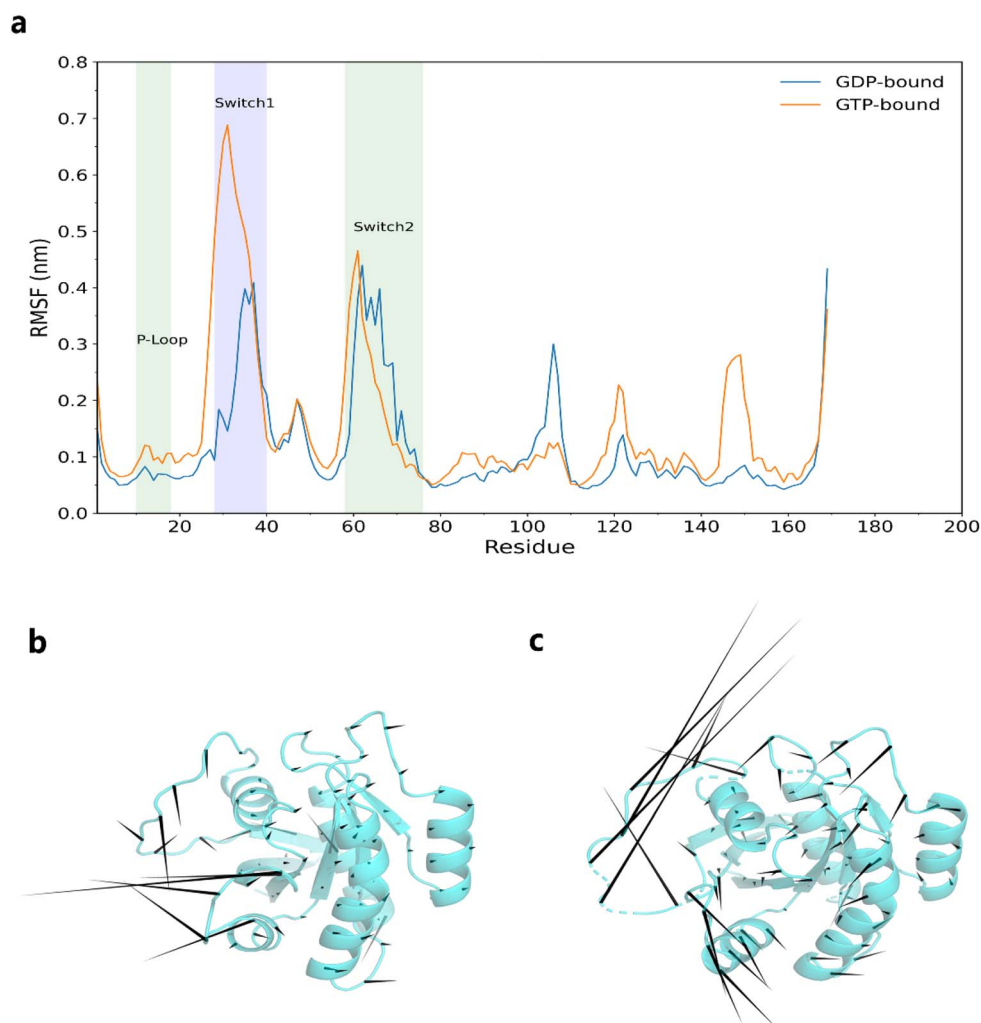 a
0.8
0.7
0.6
0.5
0.4
0.3
0.2
0.1
0.0
RMSF (nm)
Switch1
Switch2
P-Loop
GDP-bound
GTP-bound
20 40 60 80 100 120 140 160 180 200
Residue
b
c